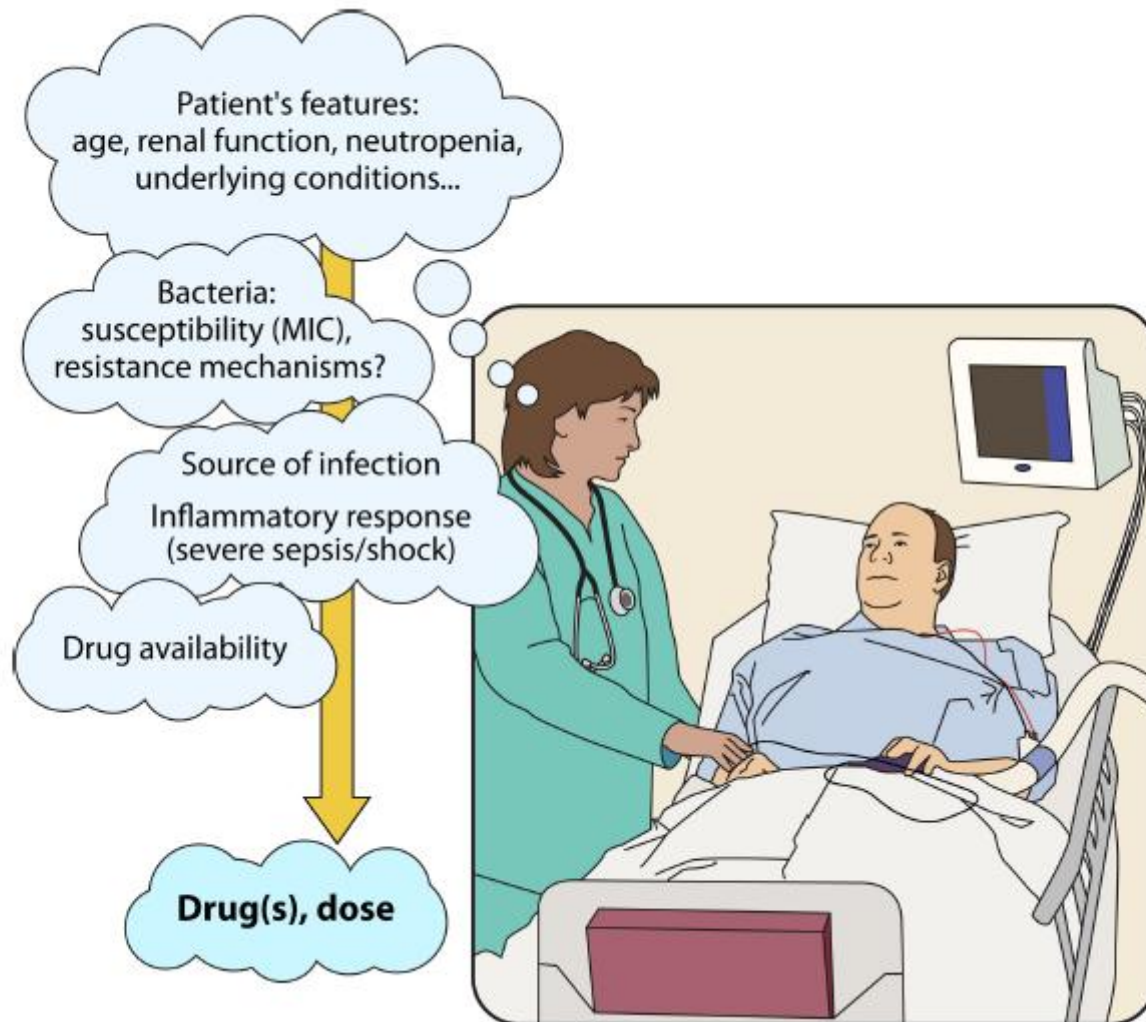 Patient's features:
age, renal function, neutropenia,
underlying conditions...
Bacteria:
susceptibility (MIC),
resistance mechanisms?
Source of infection
Inflammatory response
(severe sepsis/shock)
Drug availability
Drug(s), dose